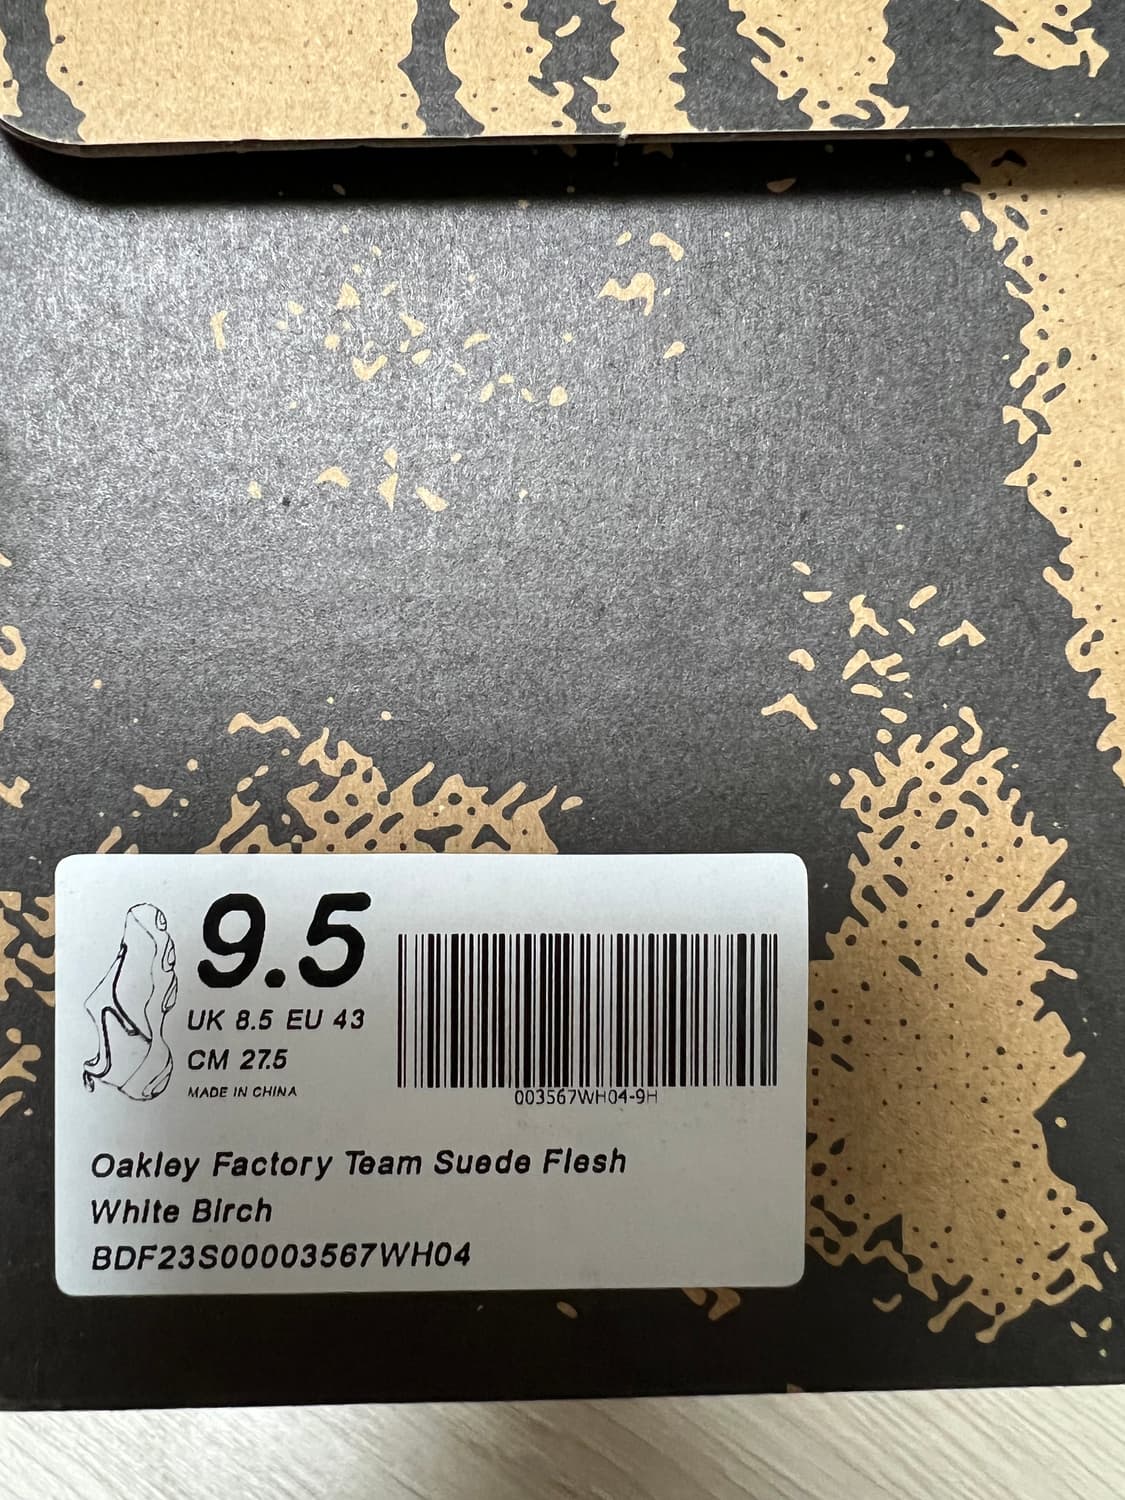 9.5
UK 8.5 EU 43
CM 27.5
MADE IN CHINA
003567WH04-9H
Oakley Factory Team Suede Flesh
White Birch
BDF23S00003567WH04